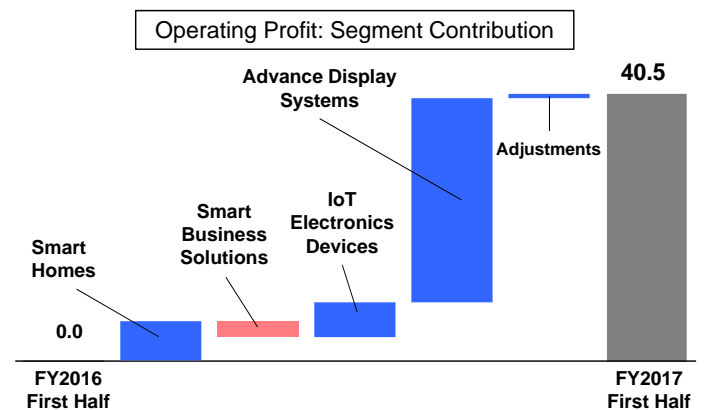 Operating Profit: Segment Contribution
Advance Display
Systems
40.5
Adjustments
IoT
Electronics
Devices
Smart
Business
Solutions
Smart
Homes
0.0
FY2016
First Half
FY2017
First Half